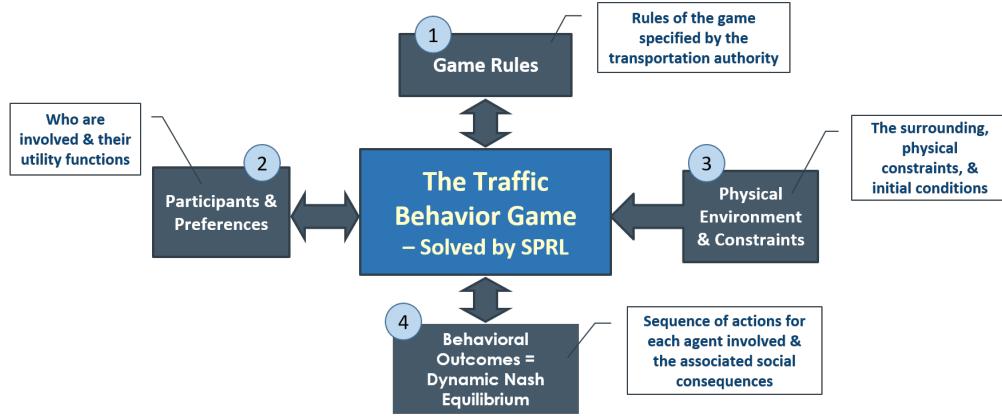 1
Game Rules
Rules of the game
specified by the
transportation authority
Who are
involved & their
utility functions
2
Participants &
Preferences
The Traffic
Behavior Game
– Solved by SPRL
3
Physical
Environment
& Constraints
The surrounding,
physical
constraints, &
initial conditions
4
Behavioral
Outcomes =
Dynamic Nash
Equilibrium
Sequence of actions for
each agent involved &
the associated social
consequences